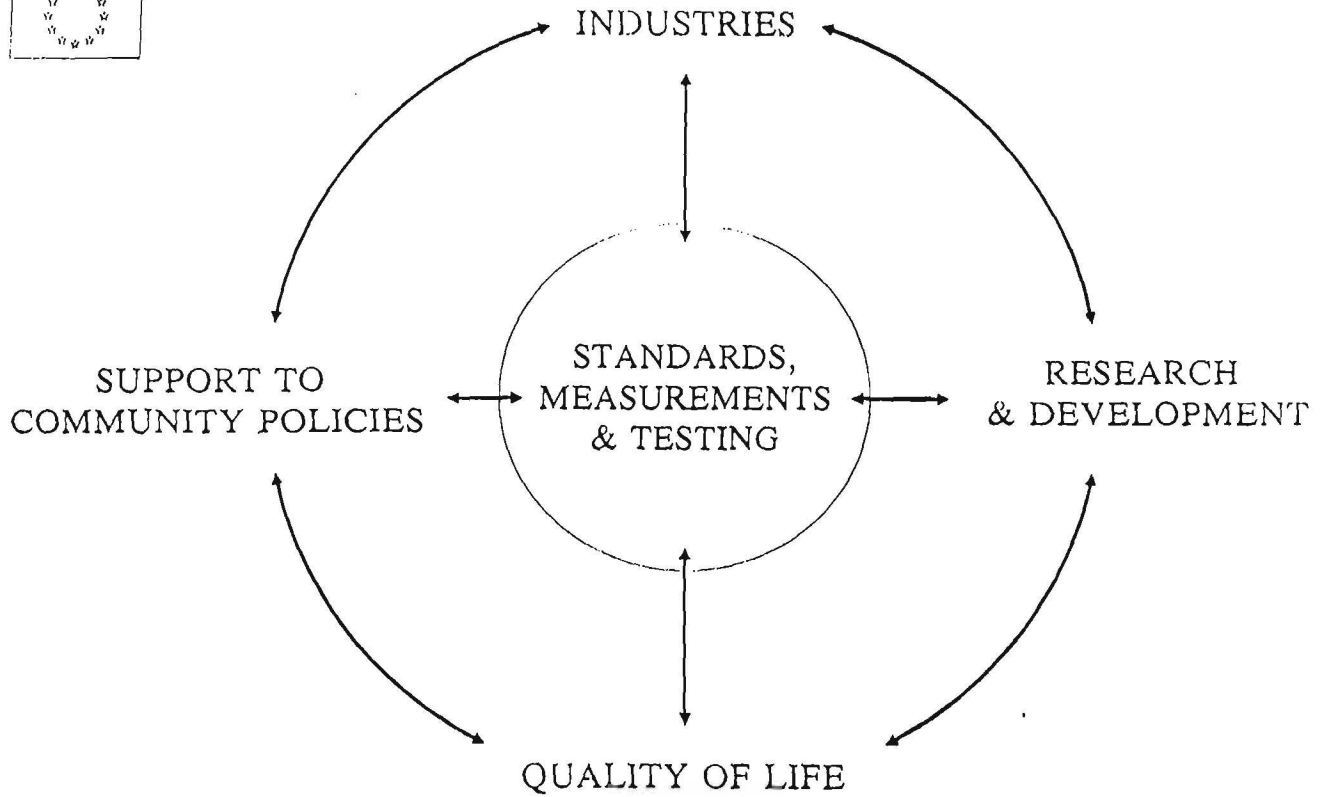 INDUSTRIES
SUPPORT TO
COMMUNITY POLICIES
STANDARDS,
MEASUREMENTS
& TESTING
RESEARCH
& DEVELOPMENT
QUALITY OF LIFE